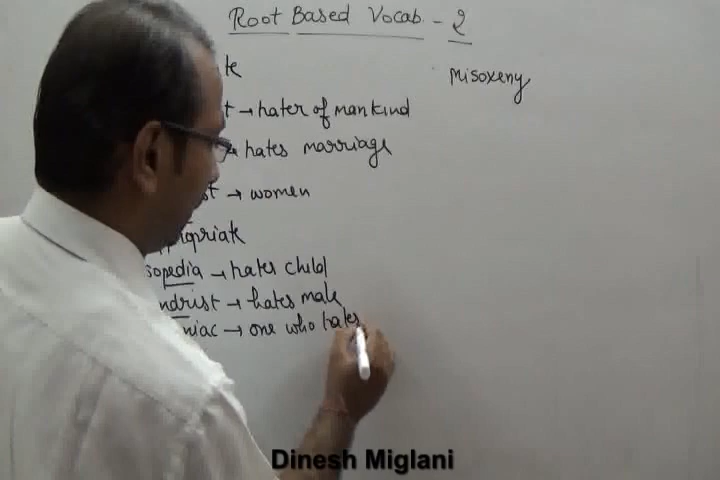 Root Based Vocab. - 2
te
Misoxeny
t → hater of mankind
→ hates marriage
st → women
opriate
sopedia → hates child
ndrist → hates male
niac → one who hates
Dinesh Miglani